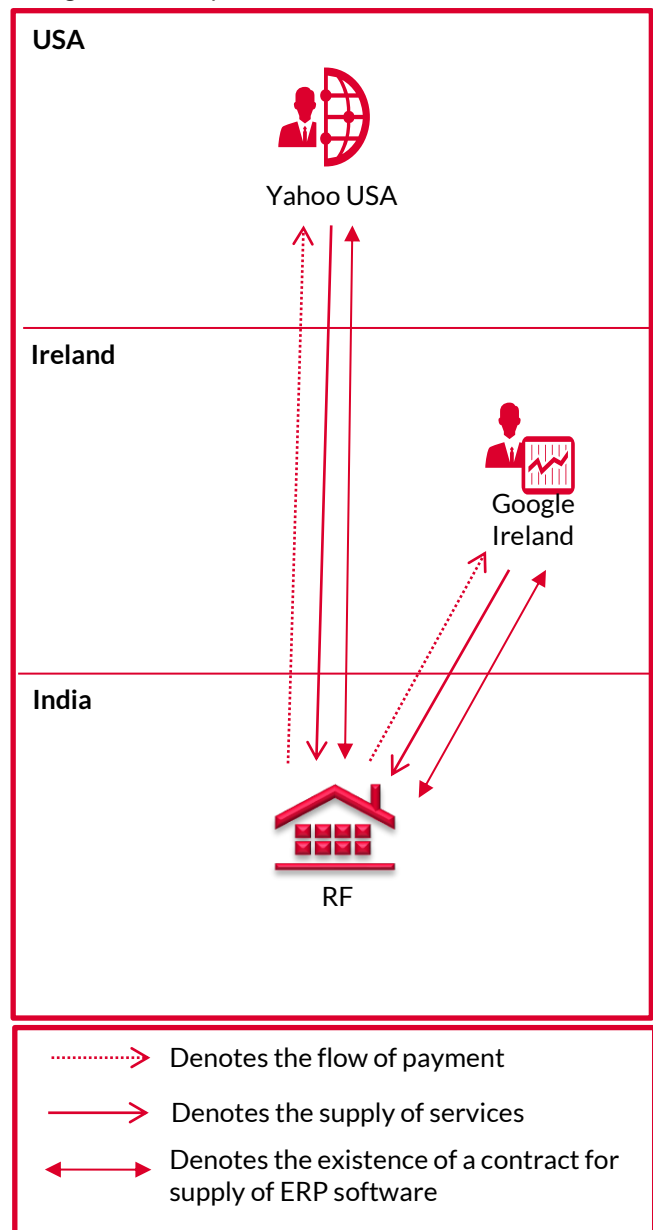 USA
Yahoo USA
Ireland
Google
Ireland
India
RF
Denotes the flow of payment
Denotes the supply of services
Denotes the existence of a contract for
supply of ERP software